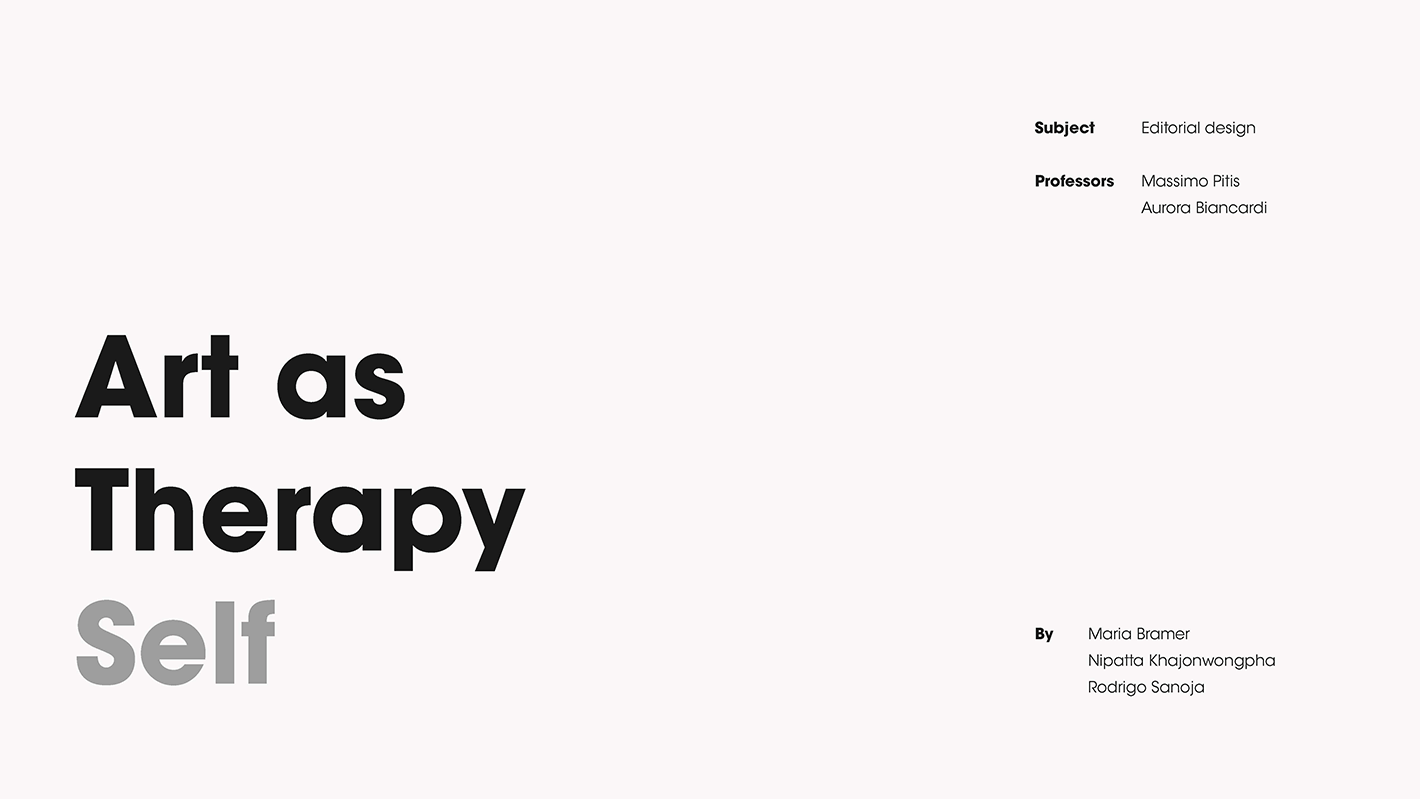 Art as
Therapy
Self
Subject Editorial design
Professors Massimo Pitis
Aurora Biancardi
By Maria Bramer
Nipatta Khajonwongpha
Rodrigo Sanoja